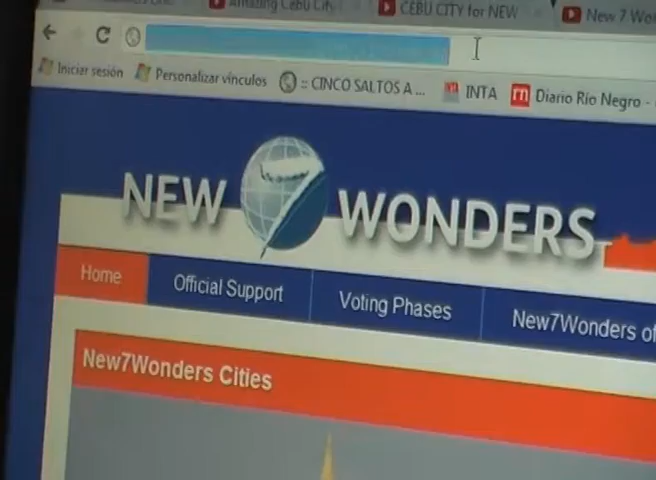 Amazing Cebu City
CEBU CITY for NEW
New 7 Wo
Iniciar sesión
Personalizar vínculos
:: CINCO SALTOS A ...
INTA
Diario Río Negro -
NEW 7 WONDERS
Home
Official Support
Voting Phases
New7Wonders of
New7Wonders Cities